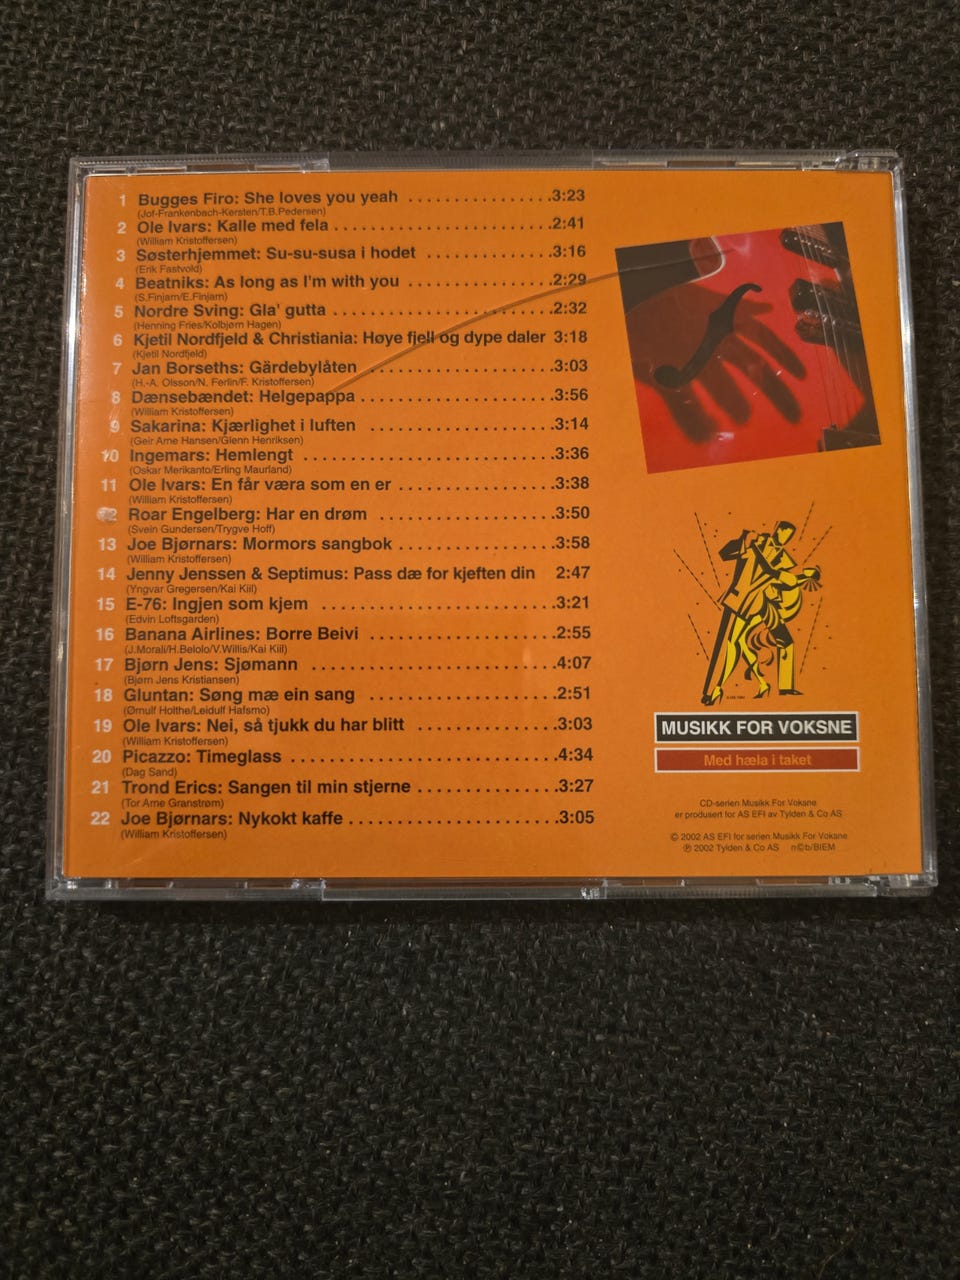 1 Bugges Firo: She loves you yeah ...................3:23
(Jof-Frankenbach-Kersten/T.B.Pedersen)
2 Ole Ivars: Kalle med fela ............................2:41
(William Kristoffersen)
3 Søsterhjemmet: Su-su-susa i hodet ................3:16
(Erik Fastvold)
4 Beatniks: As long as I'm with you ...................2:29
(S.Finjarn/E.Finjarn)
5 Nordre Sving: Gla' gutta ............................2:32
(Henning Fries/Kolbjørn Hagen)
6 Kjetil Nordfjeld & Christiania: Høye fjell og dype daler 3:18
(Kjetil Nordfjeld)
7 Jan Borseths: Gärdebylåten ........................3:03
(H.-A. Olsson/N. Ferlin/F. Kristoffersen)
8 Dænsebændet: Helgepappa ........................3:56
(William Kristoffersen)
9 Sakarina: Kjærlighet i luften .......................3:14
(Geir Arne Hansen/Glenn Henriksen)
10 Ingemars: Hemlengt ...............................3:36
(Oskar Merikanto/Erling Maurland)
11 Ole Ivars: En får væra som en er ...................3:38
(William Kristoffersen)
12 Roar Engelberg: Har en drøm .......................3:50
(Svein Gundersen/Trygve Hoff)
13 Joe Bjørnars: Mormors sangbok ...................3:58
(William Kristoffersen)
14 Jenny Jenssen & Septimus: Pass dæ for kjeften din 2:47
(Yngvar Gregersen/Kai Kiil)
15 E-76: Ingjen som kjem ..............................3:21
(Edvin Loftsgarden)
16 Banana Airlines: Borre Beivi ........................2:55
(J.Morali/H.Belolo/V.Willis/Kai Kiil)
17 Bjørn Jens: Sjømann ...............................4:07
(Bjørn Jens Kristiansen)
18 Gluntan: Søng mæ ein sang .......................2:51
(Ørnulf Holthe/Leidulf Hafsmo)
19 Ole Ivars: Nei, så tjukk du har blitt ..................3:03
(William Kristoffersen)
20 Picazzo: Timeglass .................................4:34
(Dag Sand)
21 Trond Erics: Sangen til min stjerne .................3:27
(Tor Arne Granstrøm)
22 Joe Bjørnars: Nykokt kaffe .........................3:05
(William Kristoffersen)
MUSIKK FOR VOKSNE
Med hæla i taket
CD-serien Musikk For Voksne
er produsert for AS EFI av Tylden & Co AS
© 2002 AS EFI for serien Musikk For Voksne
℗ 2002 Tylden & Co AS n©b/BIEM